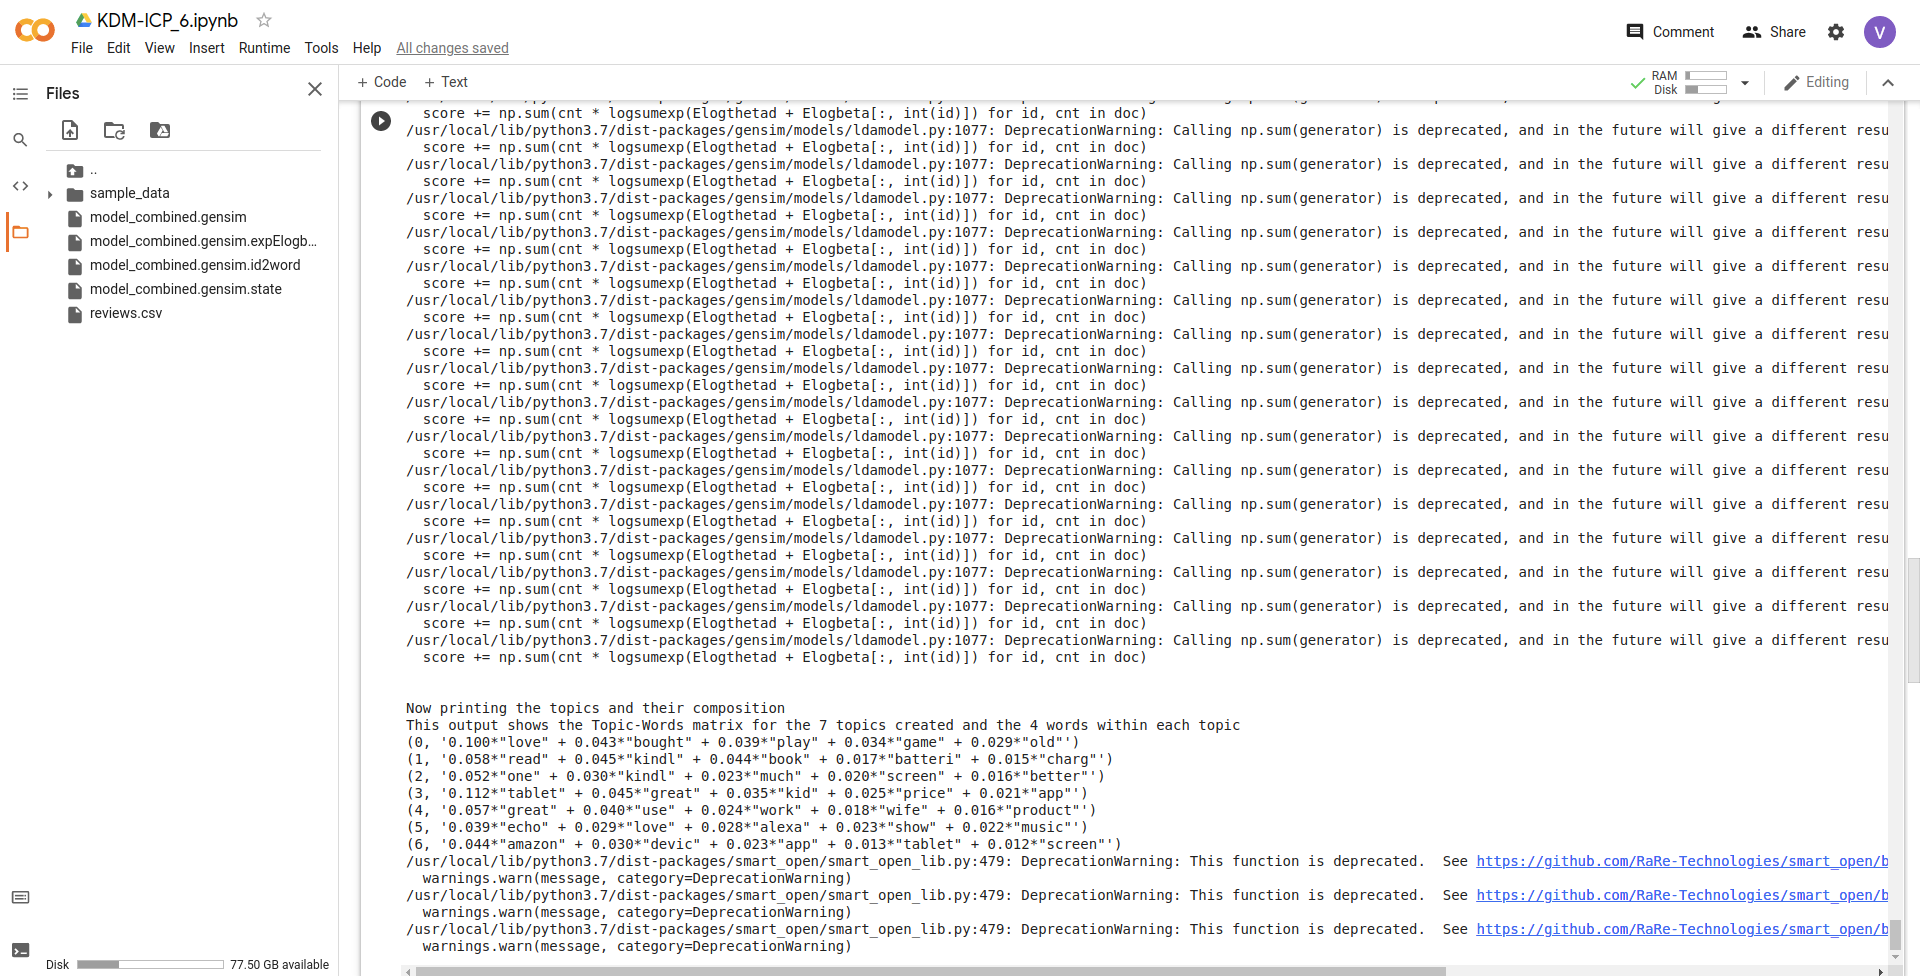 KDM-ICP_6.ipynb
File Edit View Insert Runtime Tools Help All changes saved
Comment Share V
Files
+ Code + Text
RAM
Disk
Editing
..
sample_data
model_combined.gensim
model_combined.gensim.expElogb...
model_combined.gensim.id2word
model_combined.gensim.state
reviews.csv
Disk 77.50 GB available
score += np.sum(cnt * logsumexp(Elogthetad + Elogbeta[:, int(id)]) for id, cnt in doc)
/usr/local/lib/python3.7/dist-packages/gensim/models/ldamodel.py:1077: DeprecationWarning: Calling np.sum(generator) is deprecated, and in the future will give a different resu
score += np.sum(cnt * logsumexp(Elogthetad + Elogbeta[:, int(id)]) for id, cnt in doc)
/usr/local/lib/python3.7/dist-packages/gensim/models/ldamodel.py:1077: DeprecationWarning: Calling np.sum(generator) is deprecated, and in the future will give a different resu
score += np.sum(cnt * logsumexp(Elogthetad + Elogbeta[:, int(id)]) for id, cnt in doc)
/usr/local/lib/python3.7/dist-packages/gensim/models/ldamodel.py:1077: DeprecationWarning: Calling np.sum(generator) is deprecated, and in the future will give a different resu
score += np.sum(cnt * logsumexp(Elogthetad + Elogbeta[:, int(id)]) for id, cnt in doc)
/usr/local/lib/python3.7/dist-packages/gensim/models/ldamodel.py:1077: DeprecationWarning: Calling np.sum(generator) is deprecated, and in the future will give a different resu
score += np.sum(cnt * logsumexp(Elogthetad + Elogbeta[:, int(id)]) for id, cnt in doc)
/usr/local/lib/python3.7/dist-packages/gensim/models/ldamodel.py:1077: DeprecationWarning: Calling np.sum(generator) is deprecated, and in the future will give a different resu
score += np.sum(cnt * logsumexp(Elogthetad + Elogbeta[:, int(id)]) for id, cnt in doc)
/usr/local/lib/python3.7/dist-packages/gensim/models/ldamodel.py:1077: DeprecationWarning: Calling np.sum(generator) is deprecated, and in the future will give a different resu
score += np.sum(cnt * logsumexp(Elogthetad + Elogbeta[:, int(id)]) for id, cnt in doc)
/usr/local/lib/python3.7/dist-packages/gensim/models/ldamodel.py:1077: DeprecationWarning: Calling np.sum(generator) is deprecated, and in the future will give a different resu
score += np.sum(cnt * logsumexp(Elogthetad + Elogbeta[:, int(id)]) for id, cnt in doc)
/usr/local/lib/python3.7/dist-packages/gensim/models/ldamodel.py:1077: DeprecationWarning: Calling np.sum(generator) is deprecated, and in the future will give a different resu
score += np.sum(cnt * logsumexp(Elogthetad + Elogbeta[:, int(id)]) for id, cnt in doc)
/usr/local/lib/python3.7/dist-packages/gensim/models/ldamodel.py:1077: DeprecationWarning: Calling np.sum(generator) is deprecated, and in the future will give a different resu
score += np.sum(cnt * logsumexp(Elogthetad + Elogbeta[:, int(id)]) for id, cnt in doc)
/usr/local/lib/python3.7/dist-packages/gensim/models/ldamodel.py:1077: DeprecationWarning: Calling np.sum(generator) is deprecated, and in the future will give a different resu
score += np.sum(cnt * logsumexp(Elogthetad + Elogbeta[:, int(id)]) for id, cnt in doc)
/usr/local/lib/python3.7/dist-packages/gensim/models/ldamodel.py:1077: DeprecationWarning: Calling np.sum(generator) is deprecated, and in the future will give a different resu
score += np.sum(cnt * logsumexp(Elogthetad + Elogbeta[:, int(id)]) for id, cnt in doc)
/usr/local/lib/python3.7/dist-packages/gensim/models/ldamodel.py:1077: DeprecationWarning: Calling np.sum(generator) is deprecated, and in the future will give a different resu
score += np.sum(cnt * logsumexp(Elogthetad + Elogbeta[:, int(id)]) for id, cnt in doc)
/usr/local/lib/python3.7/dist-packages/gensim/models/ldamodel.py:1077: DeprecationWarning: Calling np.sum(generator) is deprecated, and in the future will give a different resu
score += np.sum(cnt * logsumexp(Elogthetad + Elogbeta[:, int(id)]) for id, cnt in doc)
/usr/local/lib/python3.7/dist-packages/gensim/models/ldamodel.py:1077: DeprecationWarning: Calling np.sum(generator) is deprecated, and in the future will give a different resu
score += np.sum(cnt * logsumexp(Elogthetad + Elogbeta[:, int(id)]) for id, cnt in doc)
/usr/local/lib/python3.7/dist-packages/gensim/models/ldamodel.py:1077: DeprecationWarning: Calling np.sum(generator) is deprecated, and in the future will give a different resu
score += np.sum(cnt * logsumexp(Elogthetad + Elogbeta[:, int(id)]) for id, cnt in doc)
/usr/local/lib/python3.7/dist-packages/gensim/models/ldamodel.py:1077: DeprecationWarning: Calling np.sum(generator) is deprecated, and in the future will give a different resu
score += np.sum(cnt * logsumexp(Elogthetad + Elogbeta[:, int(id)]) for id, cnt in doc)
Now printing the topics and their composition
This output shows the Topic-Words matrix for the 7 topics created and the 4 words within each topic
(0, '0.100*"love" + 0.043*"bought" + 0.039*"play" + 0.034*"game" + 0.029*"old"')
(1, '0.058*"read" + 0.045*"kindl" + 0.044*"book" + 0.017*"batteri" + 0.015*"charg"')
(2, '0.052*"one" + 0.030*"kindl" + 0.023*"much" + 0.020*"screen" + 0.016*"better"')
(3, '0.112*"tablet" + 0.045*"great" + 0.035*"kid" + 0.025*"price" + 0.021*"app"')
(4, '0.057*"great" + 0.040*"use" + 0.024*"work" + 0.018*"wife" + 0.016*"product"')
(5, '0.039*"echo" + 0.029*"love" + 0.028*"alexa" + 0.023*"show" + 0.022*"music"')
(6, '0.044*"amazon" + 0.030*"devic" + 0.023*"app" + 0.013*"tablet" + 0.012*"screen"')
/usr/local/lib/python3.7/dist-packages/smart_open/smart_open_lib.py:479: DeprecationWarning: This function is deprecated.  See https://github.com/RaRe-Technologies/smart_open/b
warnings.warn(message, category=DeprecationWarning)
/usr/local/lib/python3.7/dist-packages/smart_open/smart_open_lib.py:479: DeprecationWarning: This function is deprecated.  See https://github.com/RaRe-Technologies/smart_open/b
warnings.warn(message, category=DeprecationWarning)
/usr/local/lib/python3.7/dist-packages/smart_open/smart_open_lib.py:479: DeprecationWarning: This function is deprecated.  See https://github.com/RaRe-Technologies/smart_open/b
warnings.warn(message, category=DeprecationWarning)